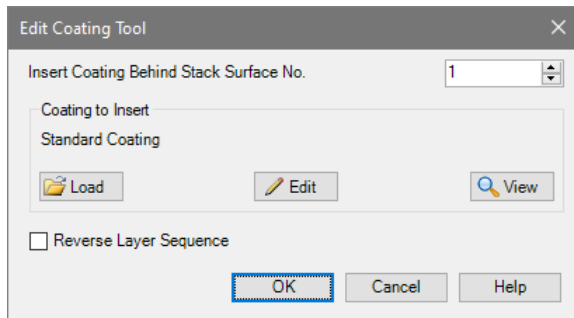 Edit Coating Tool
Insert Coating Behind Stack Surface No. 1
Coating to Insert
Standard Coating
Load Edit View
Reverse Layer Sequence
OK Cancel Help